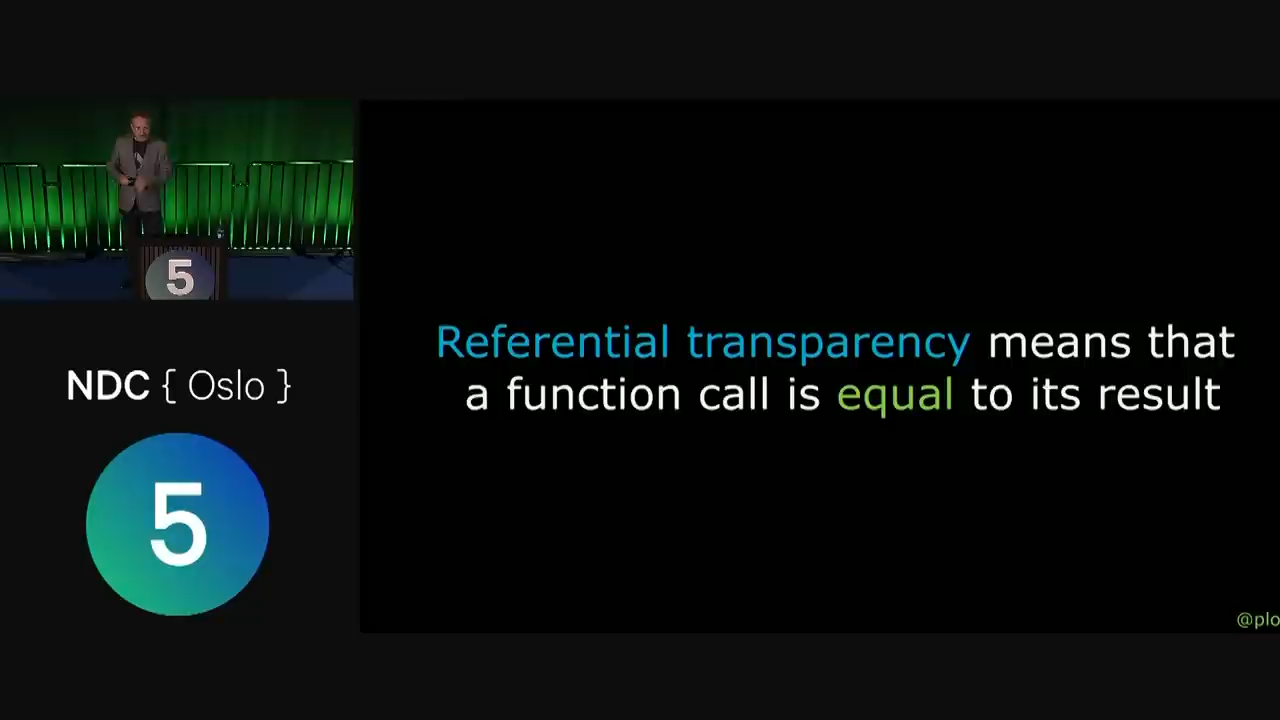 5
NDC { Oslo }
5
Referential transparency means that
a function call is equal to its result
@plo